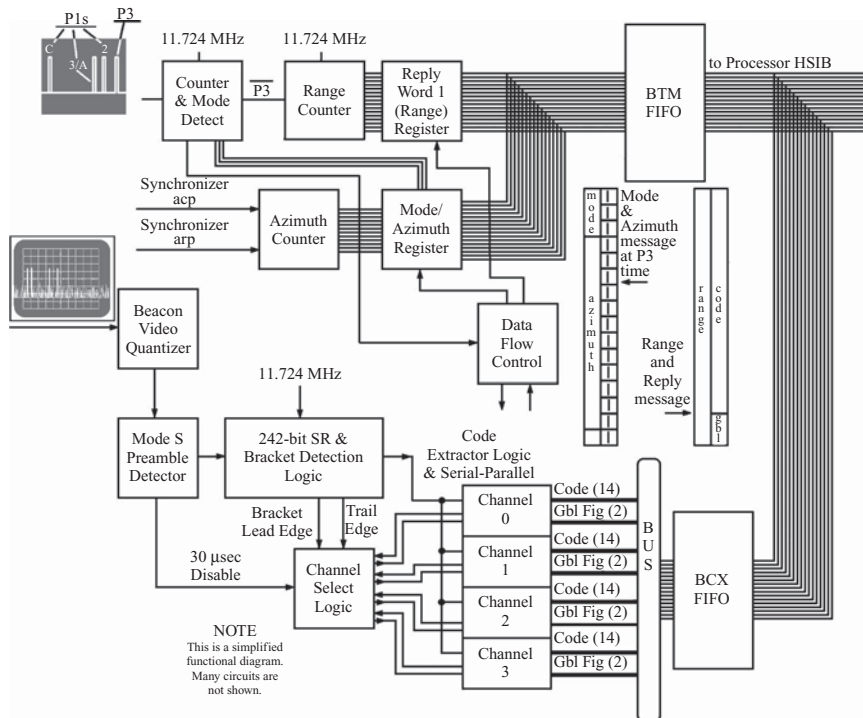 P1s
P3
C
2
3/A
11.724 MHz
11.724 MHz
Counter
& Mode
Detect
P3
Range
Counter
Reply
Word 1
(Range)
Register
BTM
FIFO
to Processor HSIB
Synchronizer
acp
Synchronizer
arp
Azimuth
Counter
Mode/
Azimuth
Register
mode
azimuth
Mode
&
Azimuth
message
at P3
time
range
code
gbl
Range
and
Reply
message
Beacon
Video
Quantizer
Data
Flow
Control
11.724 MHz
Mode S
Preamble
Detector
242-bit SR &
Bracket Detection
Logic
Code
Extractor Logic
& Serial-Parallel
Bracket
Lead Edge
Trail
Edge
30 μsec
Disable
Channel
Select
Logic
Channel
0
Channel
1
Channel
2
Channel
3
Code (14)
Gbl Fig (2)
Code (14)
Gbl Fig (2)
Code (14)
Gbl Fig (2)
Code (14)
Gbl Fig (2)
BUS
BCX
FIFO
NOTE
This is a simplified
functional diagram.
Many circuits are
not shown.